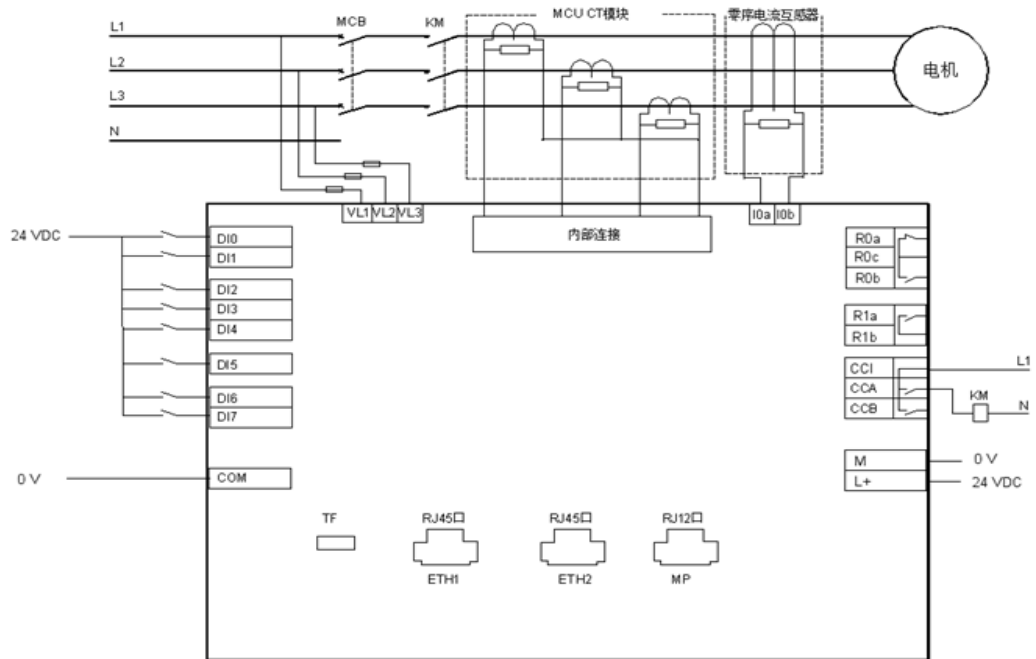 MCU CT模块 零序电流互感器
MCB KM
L1
L2
L3
N
电机
VL1 VL2 VL3
I0a I0b
内部连接
24 VDC
DI0
DI1
DI2
DI3
DI4
DI5
DI6
DI7
COM
0 V
R0a
R0c
R0b
R1a
R1b
CCI
CCA
CCB
L1
KM
N
M
L+
0 V
24 VDC
TF
RJ45口
ETH1
RJ45口
ETH2
RJ12口
MP